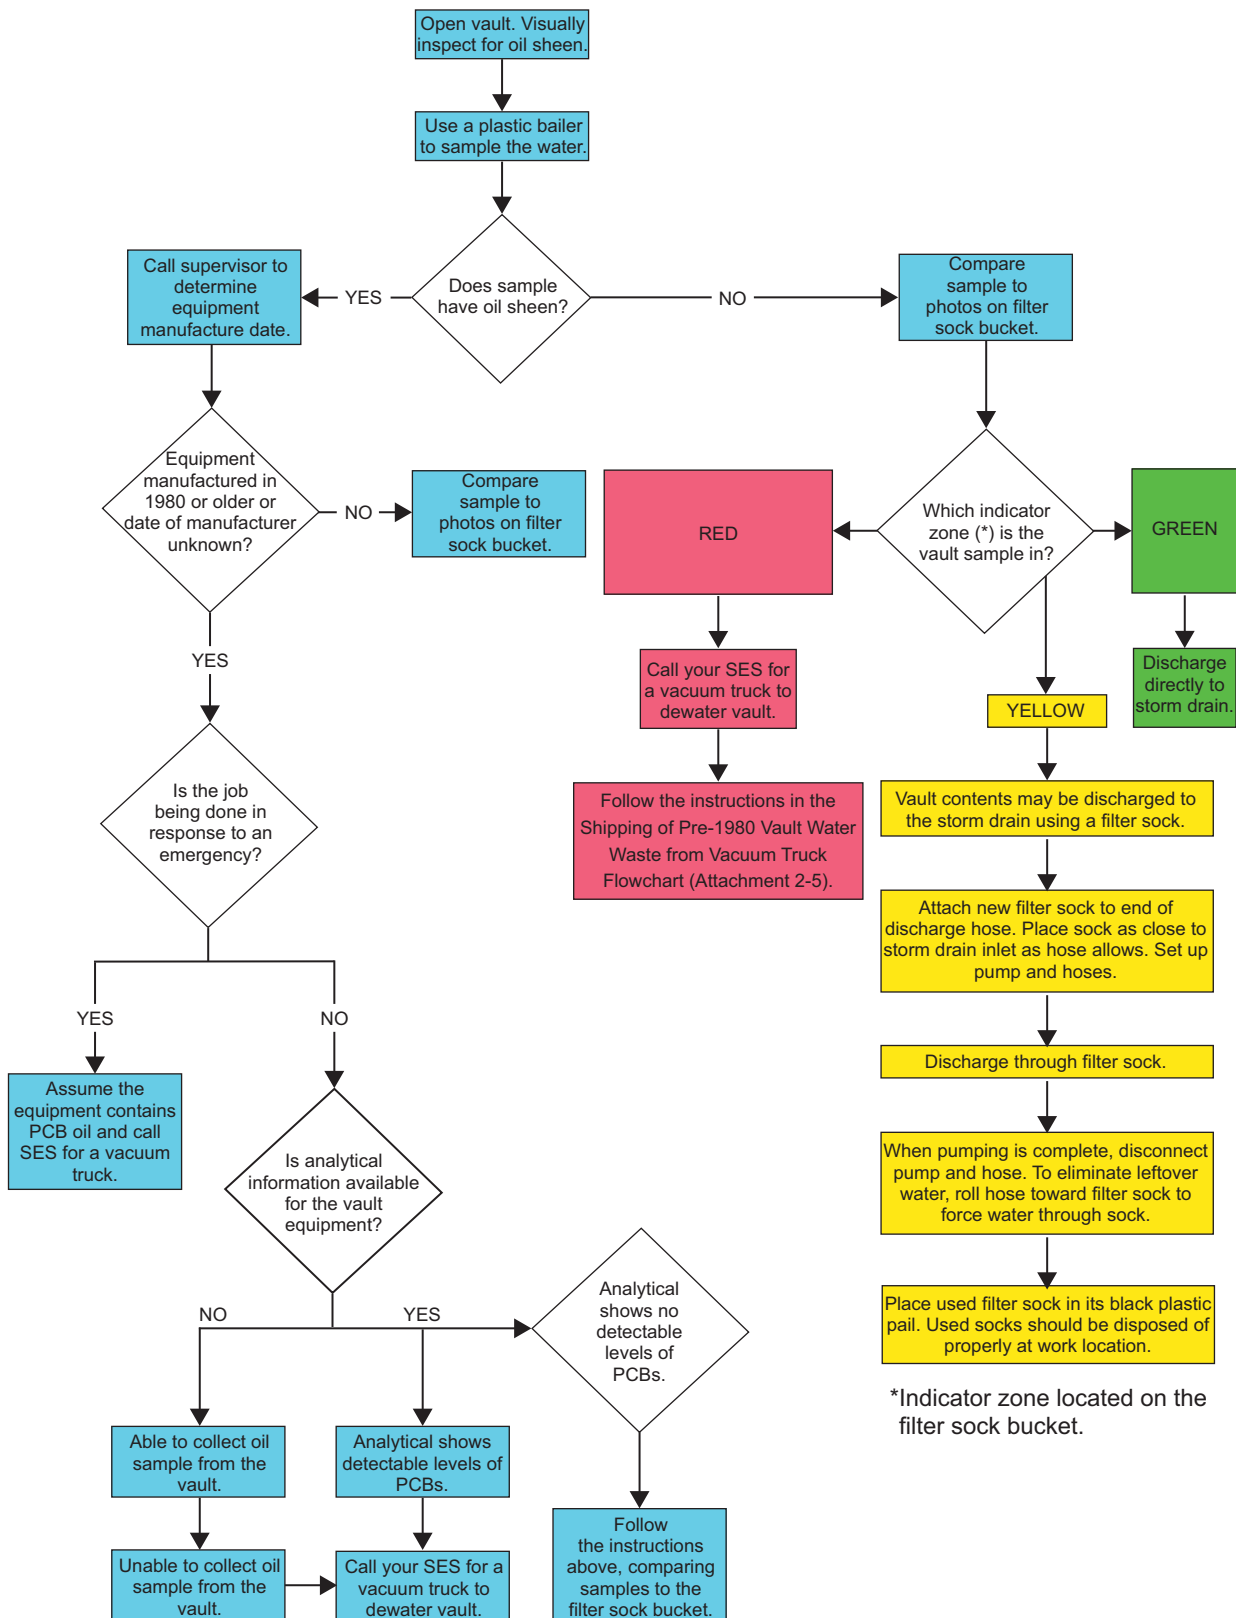 Open vault. Visually
inspect for oil sheen.
Use a plastic bailer
to sample the water.
Does sample
have oil sheen?
YES
NO
Call supervisor to
determine
equipment
manufacture date.
Compare
sample to
photos on filter
sock bucket.
Equipment
manufactured in
1980 or older or
date of manufacturer
unknown?
NO
Compare
sample to
photos on filter
sock bucket.
YES
Which indicator
zone (*) is the
vault sample in?
RED
GREEN
YELLOW
Call your SES for
a vacuum truck to
dewater vault.
Discharge
directly to
storm drain.
Follow the instructions in the
Shipping of Pre-1980 Vault Water
Waste from Vacuum Truck
Flowchart (Attachment 2-5).
Vault contents may be discharged to
the storm drain using a filter sock.
Attach new filter sock to end of
discharge hose. Place sock as close to
storm drain inlet as hose allows. Set up
pump and hoses.
Discharge through filter sock.
When pumping is complete, disconnect
pump and hose. To eliminate leftover
water, roll hose toward filter sock to
force water through sock.
Place used filter sock in its black plastic
pail. Used socks should be disposed of
properly at work location.
*Indicator zone located on the
filter sock bucket.
Is the job
being done in
response to an
emergency?
YES
NO
Assume the
equipment contains
PCB oil and call
SES for a vacuum
truck.
Is analytical
information available
for the vault
equipment?
NO
YES
Analytical
shows no
detectable
levels of
PCBs.
Able to collect oil
sample from the
vault.
Analytical shows
detectable levels of
PCBs.
Unable to collect oil
sample from the
vault.
Call your SES for a
vacuum truck to
dewater vault.
Follow
the instructions
above, comparing
samples to the
filter sock bucket.